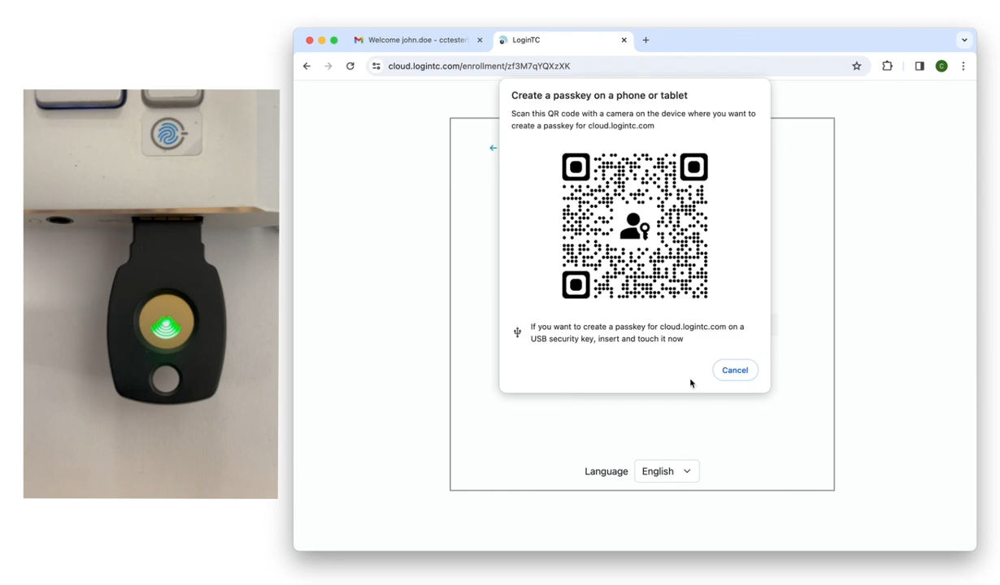 Welcome john.doe - cctester
LoginTC
cloud.logintc.com/enrollment/zf3M7qYQXzXK
C
Create a passkey on a phone or tablet
Scan this QR code with a camera on the device where you want to
create a passkey for cloud.logintc.com
If you want to create a passkey for cloud.logintc.com on a
USB security key, insert and touch it now
Cancel
Language
English